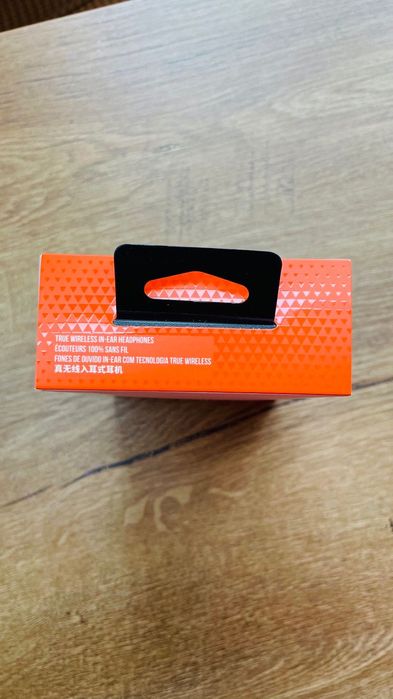 TRUE WIRELESS IN-EAR HEADPHONES
ÉCOUTEURS 100% SANS FIL
FONES DE OUVIDO IN-EAR COM TECNOLOGIA TRUE WIRELESS
真无线入耳式耳机